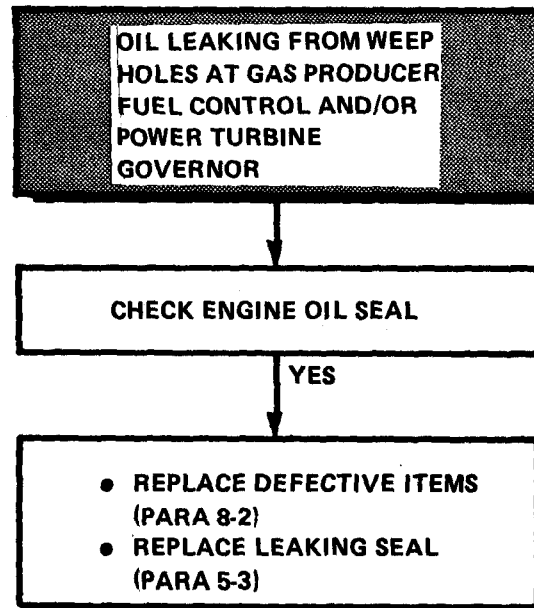 OIL LEAKING FROM WEEP
HOLES AT GAS PRODUCER
FUEL CONTROL AND/OR
POWER TURBINE
GOVERNOR
CHECK ENGINE OIL SEAL
YES
• REPLACE DEFECTIVE ITEMS
(PARA 8-2)
• REPLACE LEAKING SEAL
(PARA 5-3)